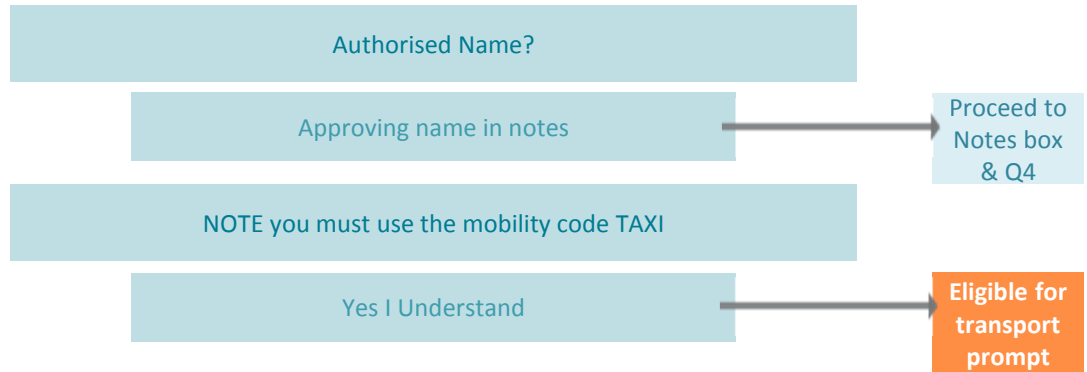 Authorised Name?
Approving name in notes
Proceed to
Notes box
& Q4
NOTE you must use the mobility code TAXI
Yes I Understand
Eligible for
transport
prompt